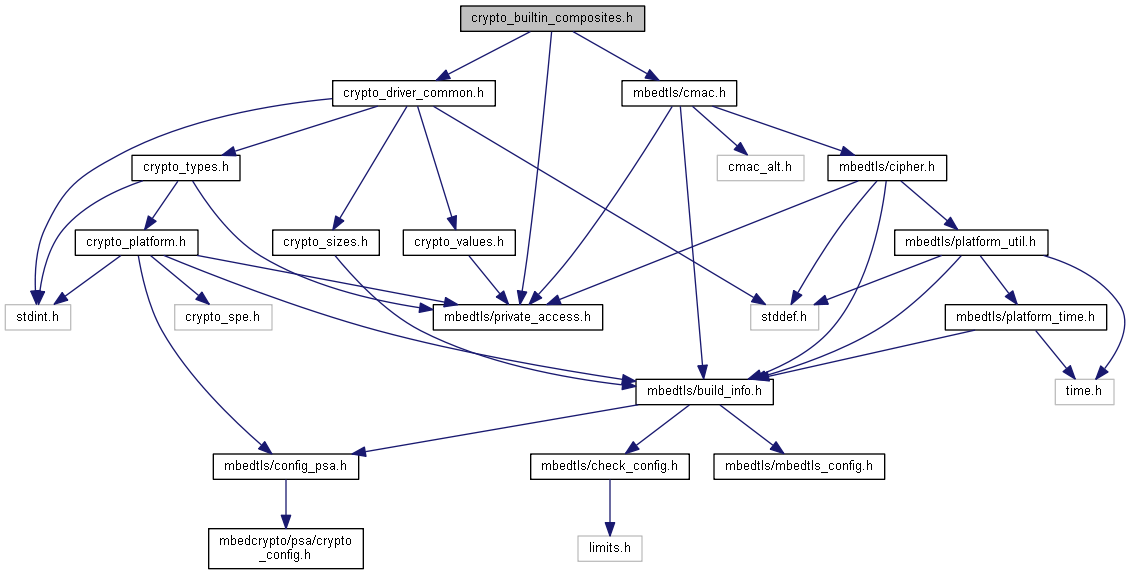 crypto_builtin_composites.h
crypto_driver_common.h
mbedtls/cmac.h
crypto_types.h
cmac_alt.h
mbedtls/cipher.h
crypto_platform.h
crypto_sizes.h
crypto_values.h
mbedtls/platform_util.h
stdint.h
crypto_spe.h
mbedtls/private_access.h
stddef.h
mbedtls/platform_time.h
mbedtls/build_info.h
time.h
mbedtls/config_psa.h
mbedtls/check_config.h
mbedtls/mbedtls_config.h
mbedcrypto/psa/crypto
_config.h
limits.h